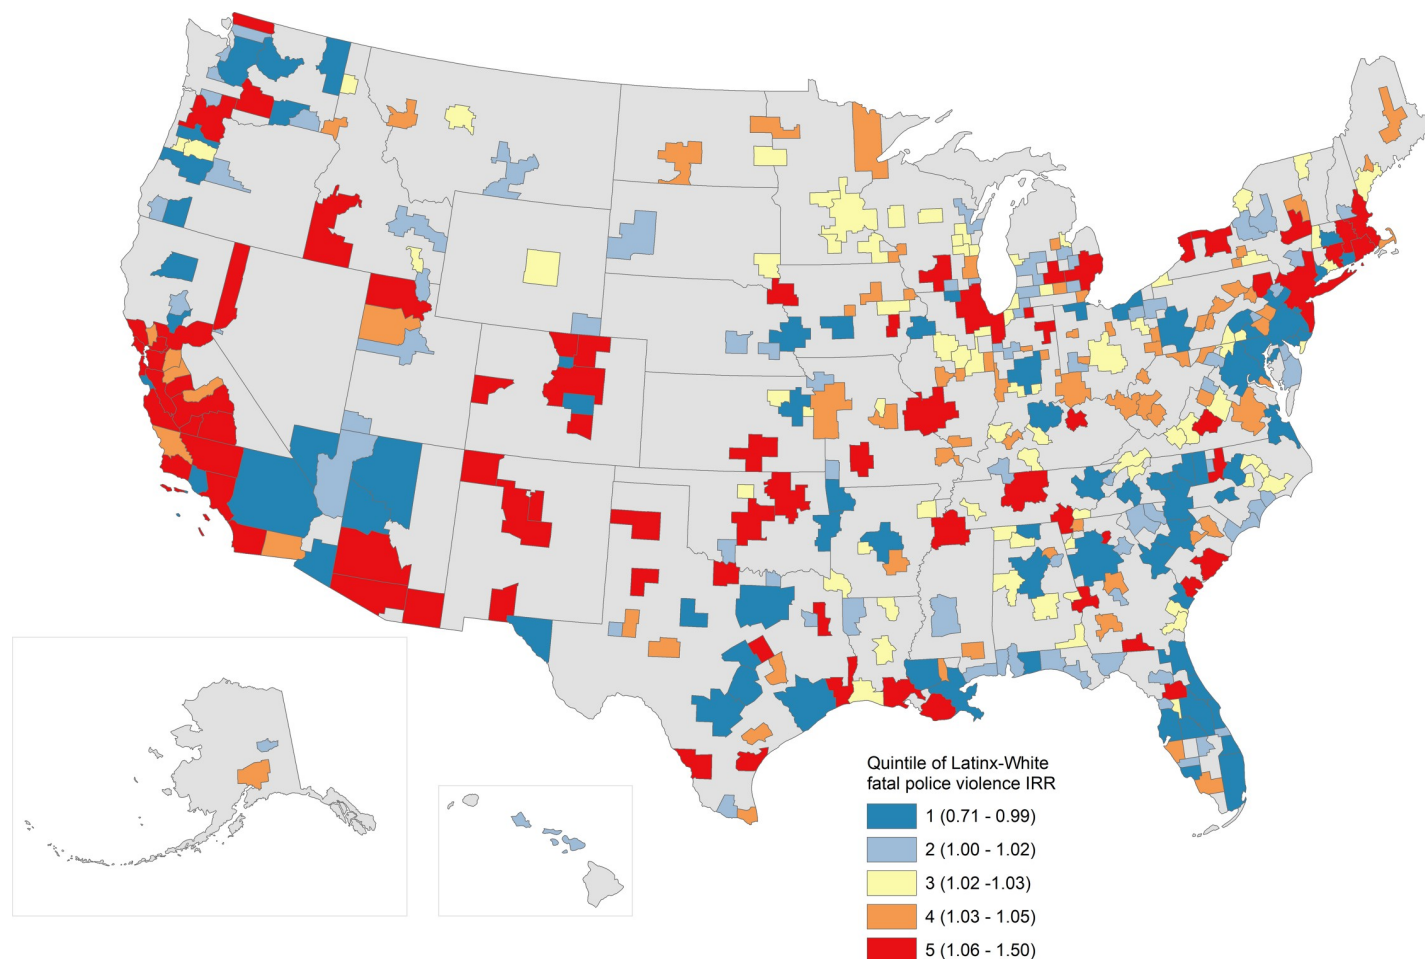 Quintile of Latinx-White
fatal police violence IRR
1 (0.71 - 0.99)
2 (1.00 - 1.02)
3 (1.02 -1.03)
4 (1.03 - 1.05)
5 (1.06 - 1.50)